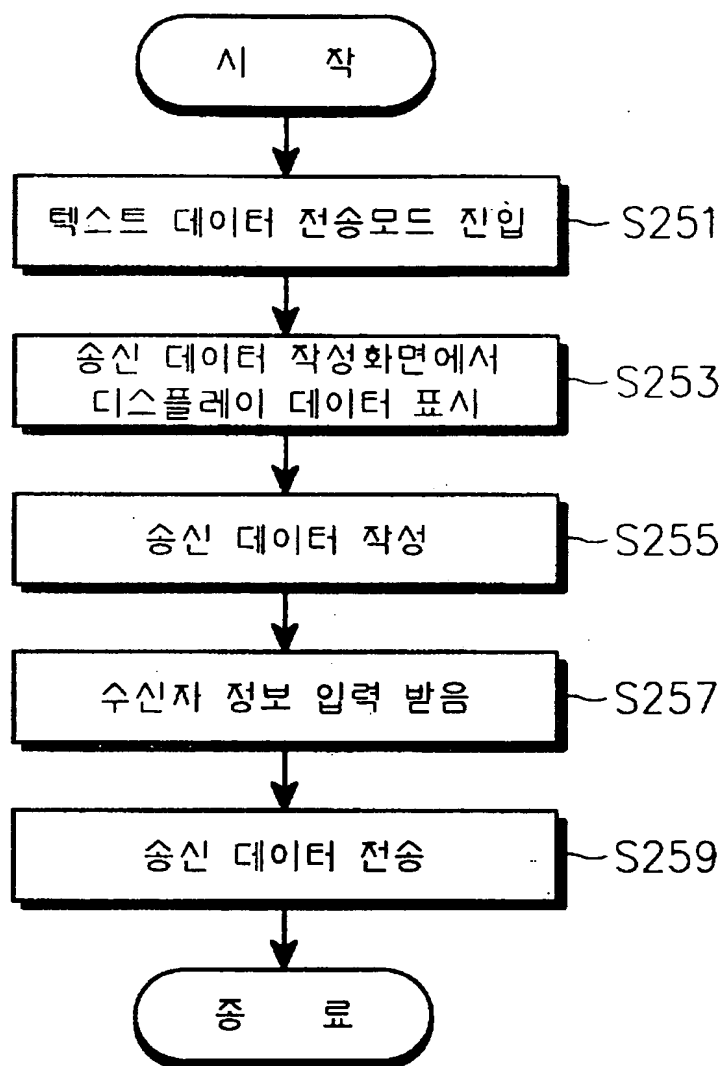 시 작
텍스트 데이터 전송모드 진입 S251
송신 데이터 작성화면에서
디스플레이 데이터 표시 S253
송신 데이터 작성 S255
수신자 정보 입력 받음 S257
송신 데이터 전송 S259
종 료